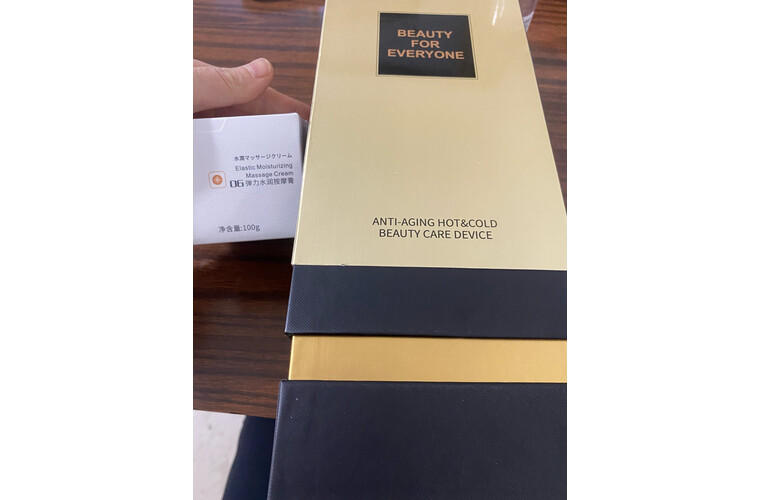 BEAUTY
FOR
EVERYONE
ANTI-AGING HOT&COLD
BEAUTY CARE DEVICE
水潤マッサージクリーム
Elastic Moisturizing
Massage Cream
06 弹力水润按摩膏
净含量:100g